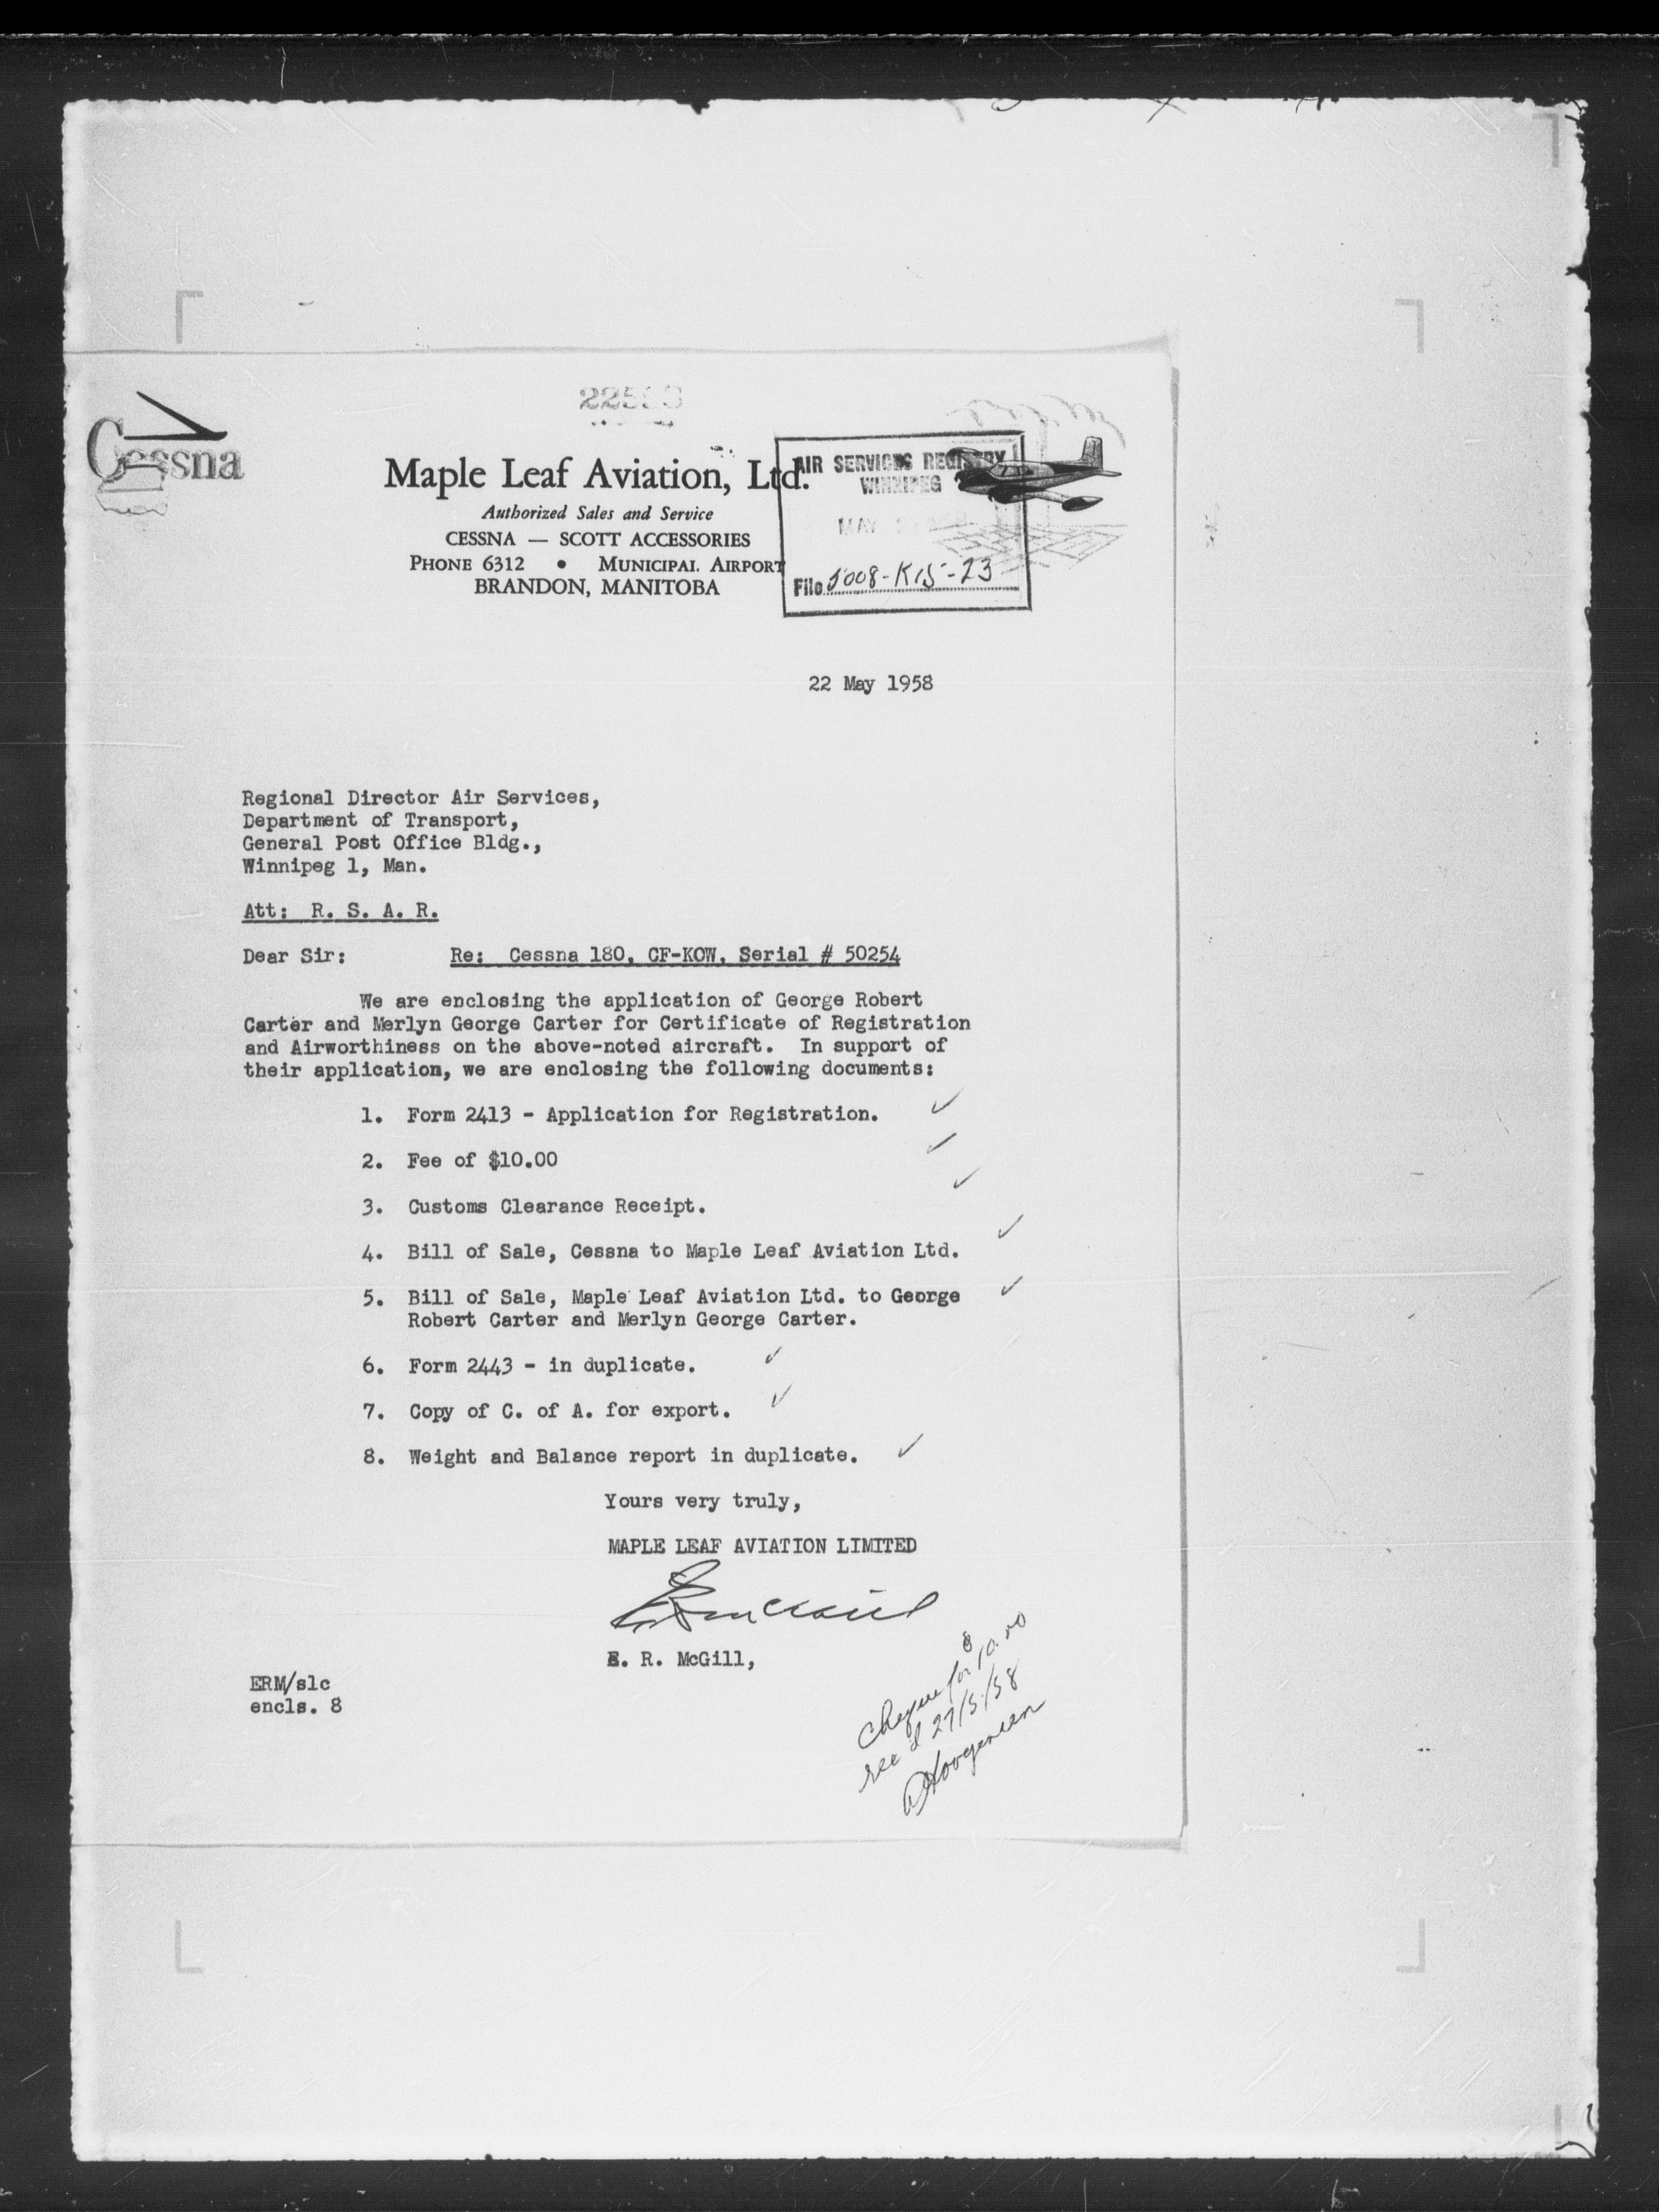 Cessna
Maple Leaf Aviation, Ltd.
Authorized Sales and Service
CESSNA — SCOTT ACCESSORIES
PHONE 6312 • MUNICIPAL AIRPORT
BRANDON, MANITOBA
AIR SERVICES REGISTRY
WINNIPEG
MAY
File 5008-K15-23
22 May 1958
Regional Director Air Services,
Department of Transport,
General Post Office Bldg.,
Winnipeg 1, Man.
Att: R. S. A. R.
Dear Sir: Re: Cessna 180, CF-KOW, Serial # 50254
We are enclosing the application of George Robert
Carter and Merlyn George Carter for Certificate of Registration
and Airworthiness on the above-noted aircraft. In support of
their application, we are enclosing the following documents:
1. Form 2413 - Application for Registration.
2. Fee of $10.00
3. Customs Clearance Receipt.
4. Bill of Sale, Cessna to Maple Leaf Aviation Ltd.
5. Bill of Sale, Maple Leaf Aviation Ltd. to George
Robert Carter and Merlyn George Carter.
6. Form 2443 - in duplicate.
7. Copy of C. of A. for export.
8. Weight and Balance report in duplicate.
Yours very truly,
MAPLE LEAF AVIATION LIMITED
E. R. McGill,
ERM/slc
encls. 8
Cheque for $10.00
rec'd 27/5/58